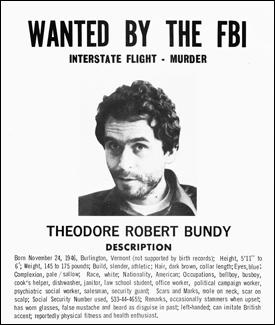 WANTED BY THE FBI
INTERSTATE FLIGHT - MURDER
THEODORE ROBERT BUNDY
DESCRIPTION
Born November 24, 1946, Burlington, Vermont (not supported by birth records); Height, 5'11" to
6'; Weight, 145 to 175 pounds; Build, slender, athletic; Hair, dark brown, collar length; Eyes, blue;
Complexion, pale / sallow; Race, white; Nationality, American; Occupations, bellboy, busboy,
cook's helper, dishwasher, janitor, law school student, office worker, political campaign worker,
psychiatric social worker, salesman, security guard; Scars and Marks, mole on neck, scar on
scalp; Social Security Number used, 533-44-4655; Remarks, occasionally stammers when upset;
has worn glasses, false mustache and beard as disguise in past; left-handed; can imitate British
accent; reportedly physical fitness and health enthusiast.